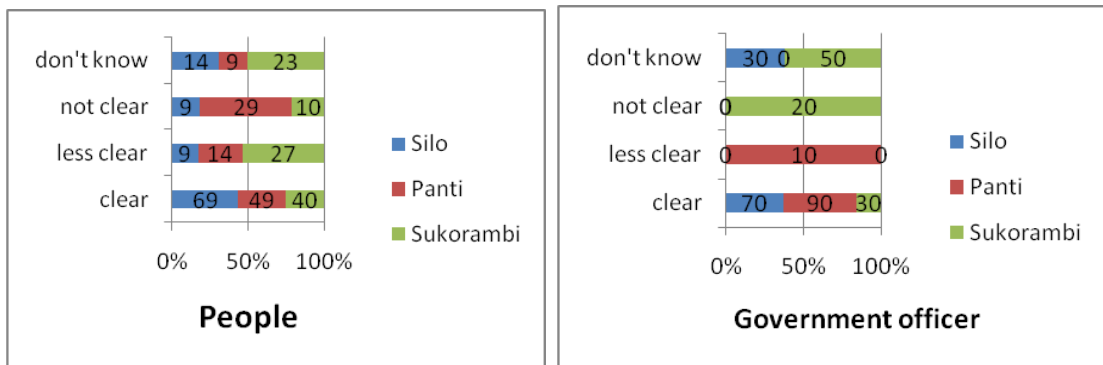 don't know 14 9 23
not clear 9 29 10
less clear 9 14 27
clear 69 49 40
0% 50% 100%
Silo
Panti
Sukorambi
People
don't know 30 0 50
not clear 0 20
less clear 0 10 0
clear 70 90 30
0% 50% 100%
Silo
Panti
Sukorambi
Government officer